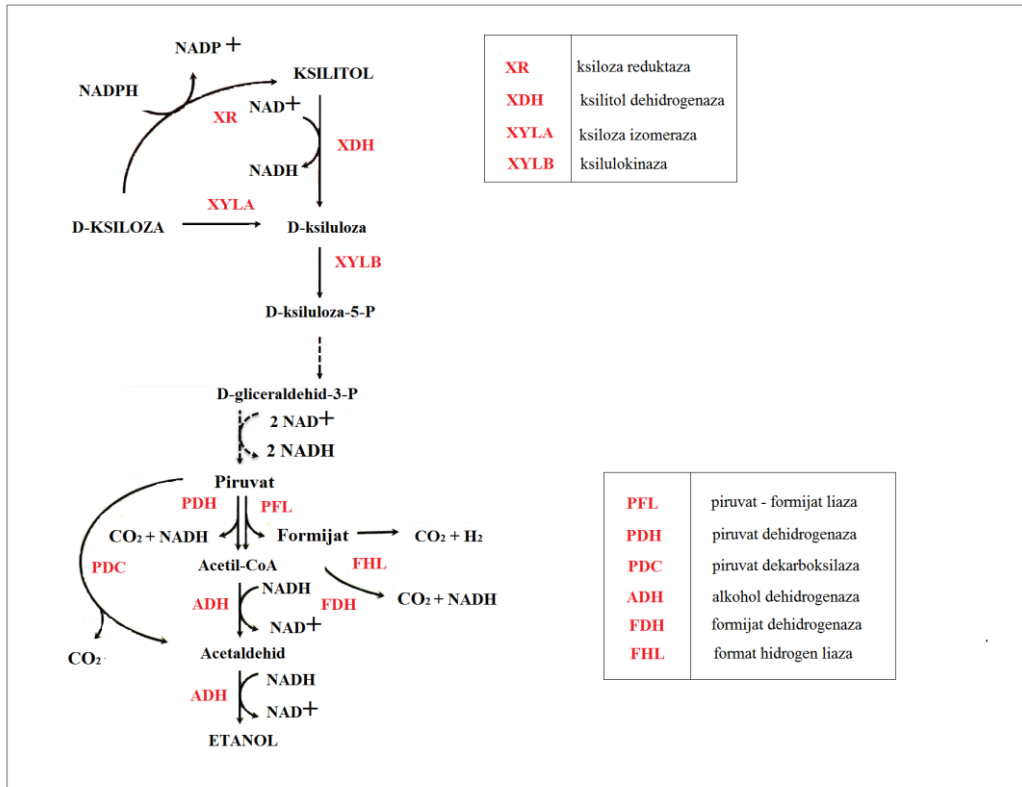 NADP +
KSILITOL
NADPH
NAD+
XR
XDH
NADH
XYLA
D-KSILOZA
D-ksiluloza
XYLB
D-ksiluloza-5-P
D-gliceraldehid-3-P
2 NAD+
2 NADH
Piruvat
PDH
PFL
CO2 + NADH
Formijat
CO2 + H2
PDC
Acetil-CoA
FHL
NADH
ADH
FDH
CO2 + NADH
NAD+
CO2
Acetaldehid
NADH
ADH
NAD+
ETANOL
XR ksiloza reduktaza
XDH ksilitol dehidrogenaza
XYLA ksiloza izomeraza
XYLB ksilulokinaza
PFL piruvat - formijat liaza
PDH piruvat dehidrogenaza
PDC piruvat dekarboksilaza
ADH alkohol dehidrogenaza
FDH formijat dehidrogenaza
FHL format hidrogen liaza